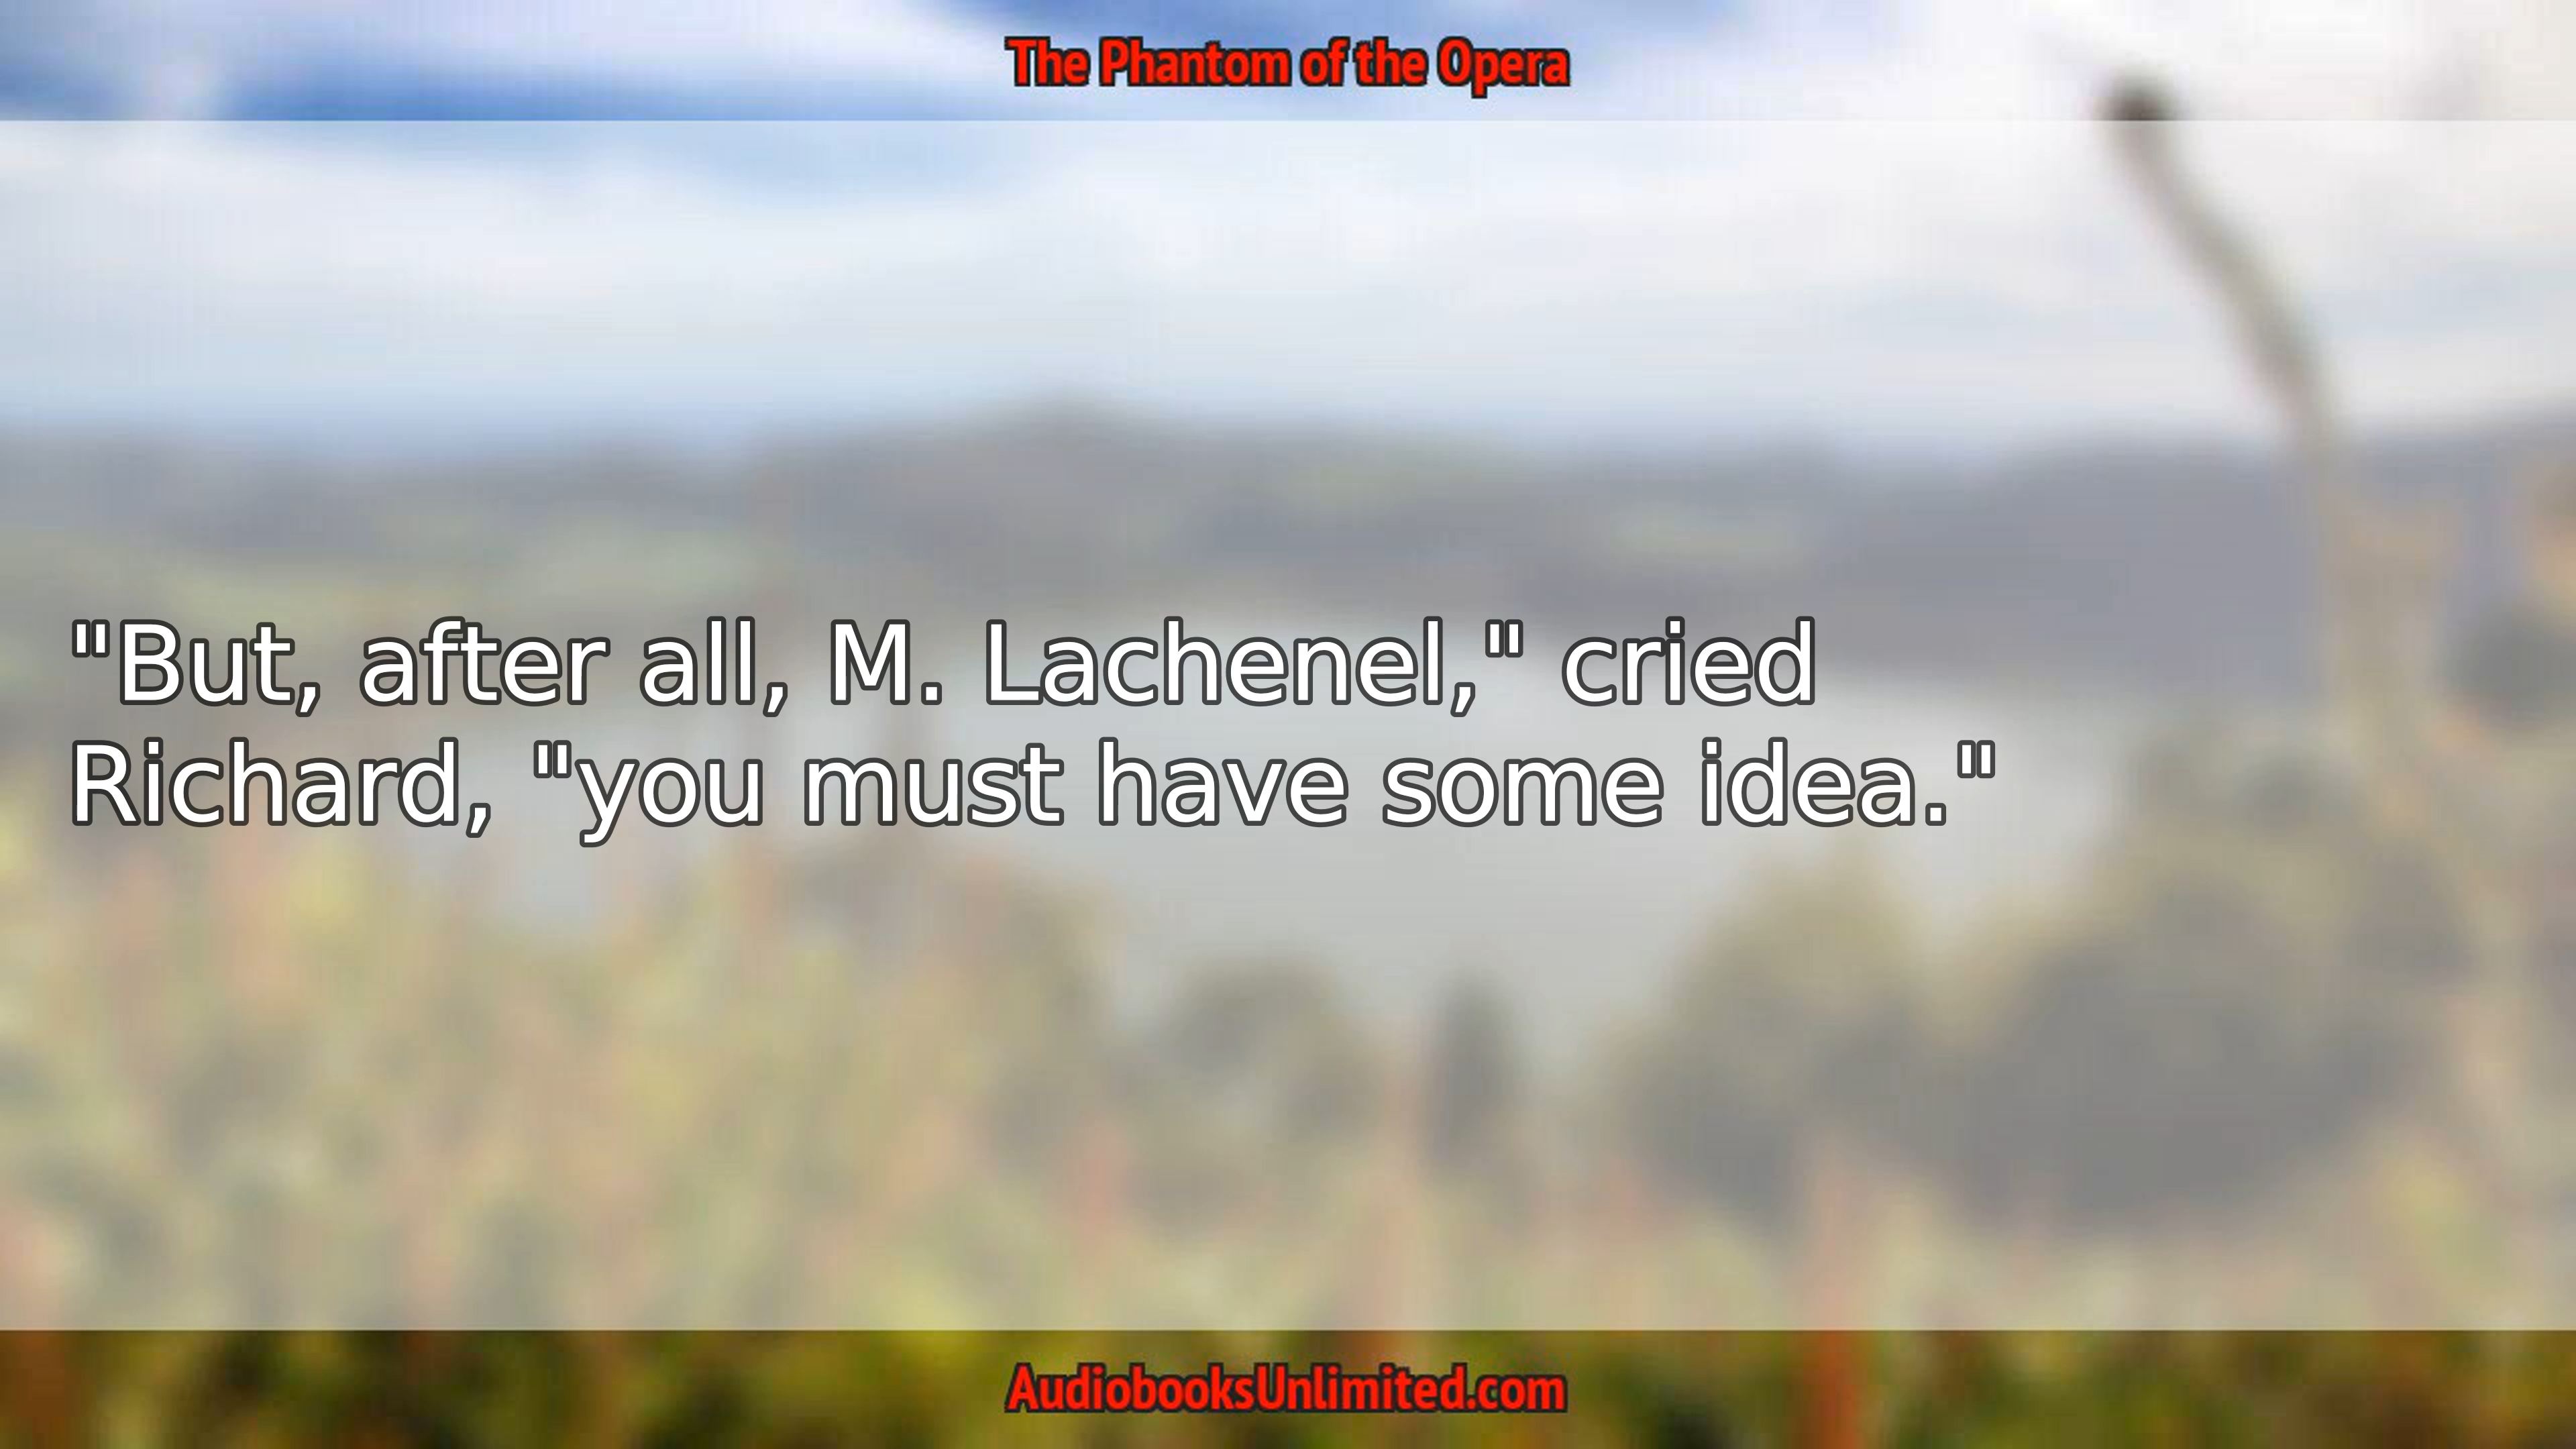 The Phantom of the Opera
"But, after all, M. Lachenel," cried
Richard, "you must have some idea."
AudiobooksUnlimited.com